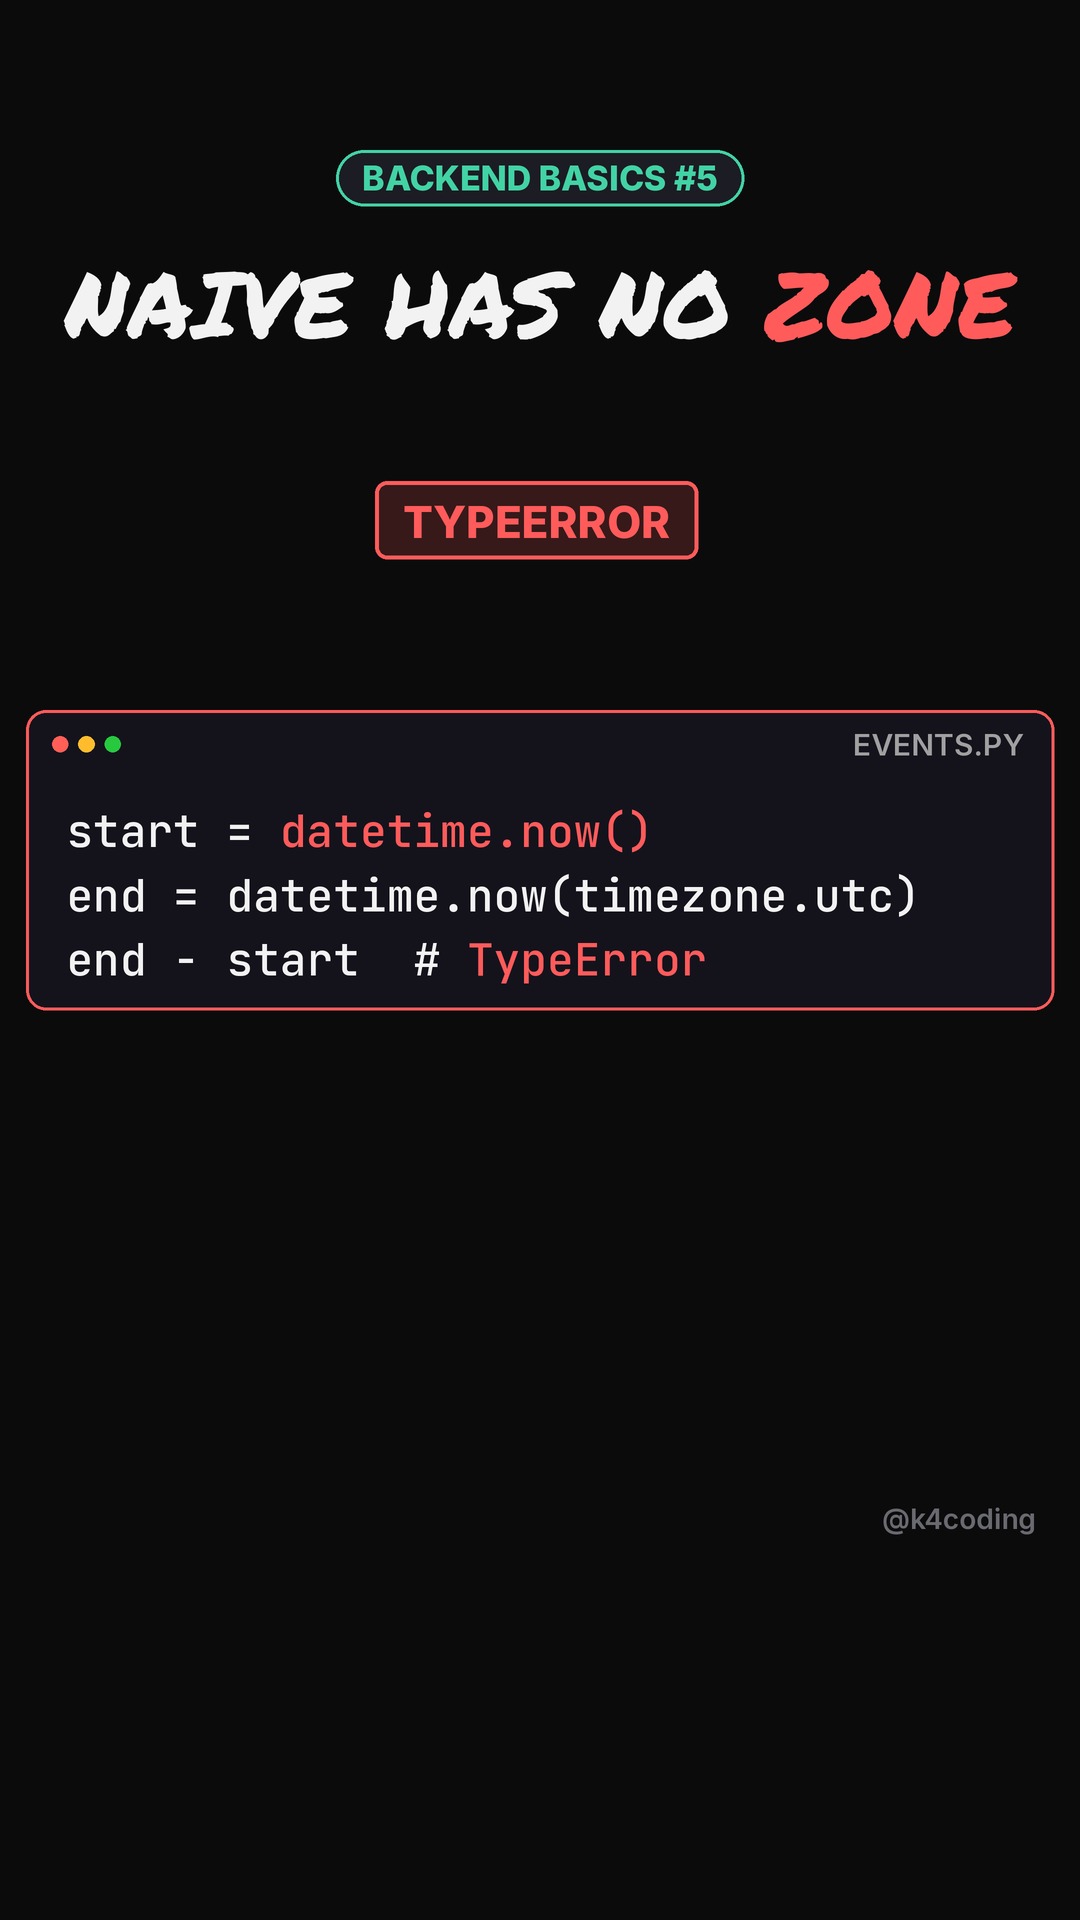 BACKEND BASICS #5
NAIVE HAS NO ZONE
TYPEERROR
EVENTS.PY
start = datetime.now()
end = datetime.now(timezone.utc)
end - start  # TypeError
@k4coding